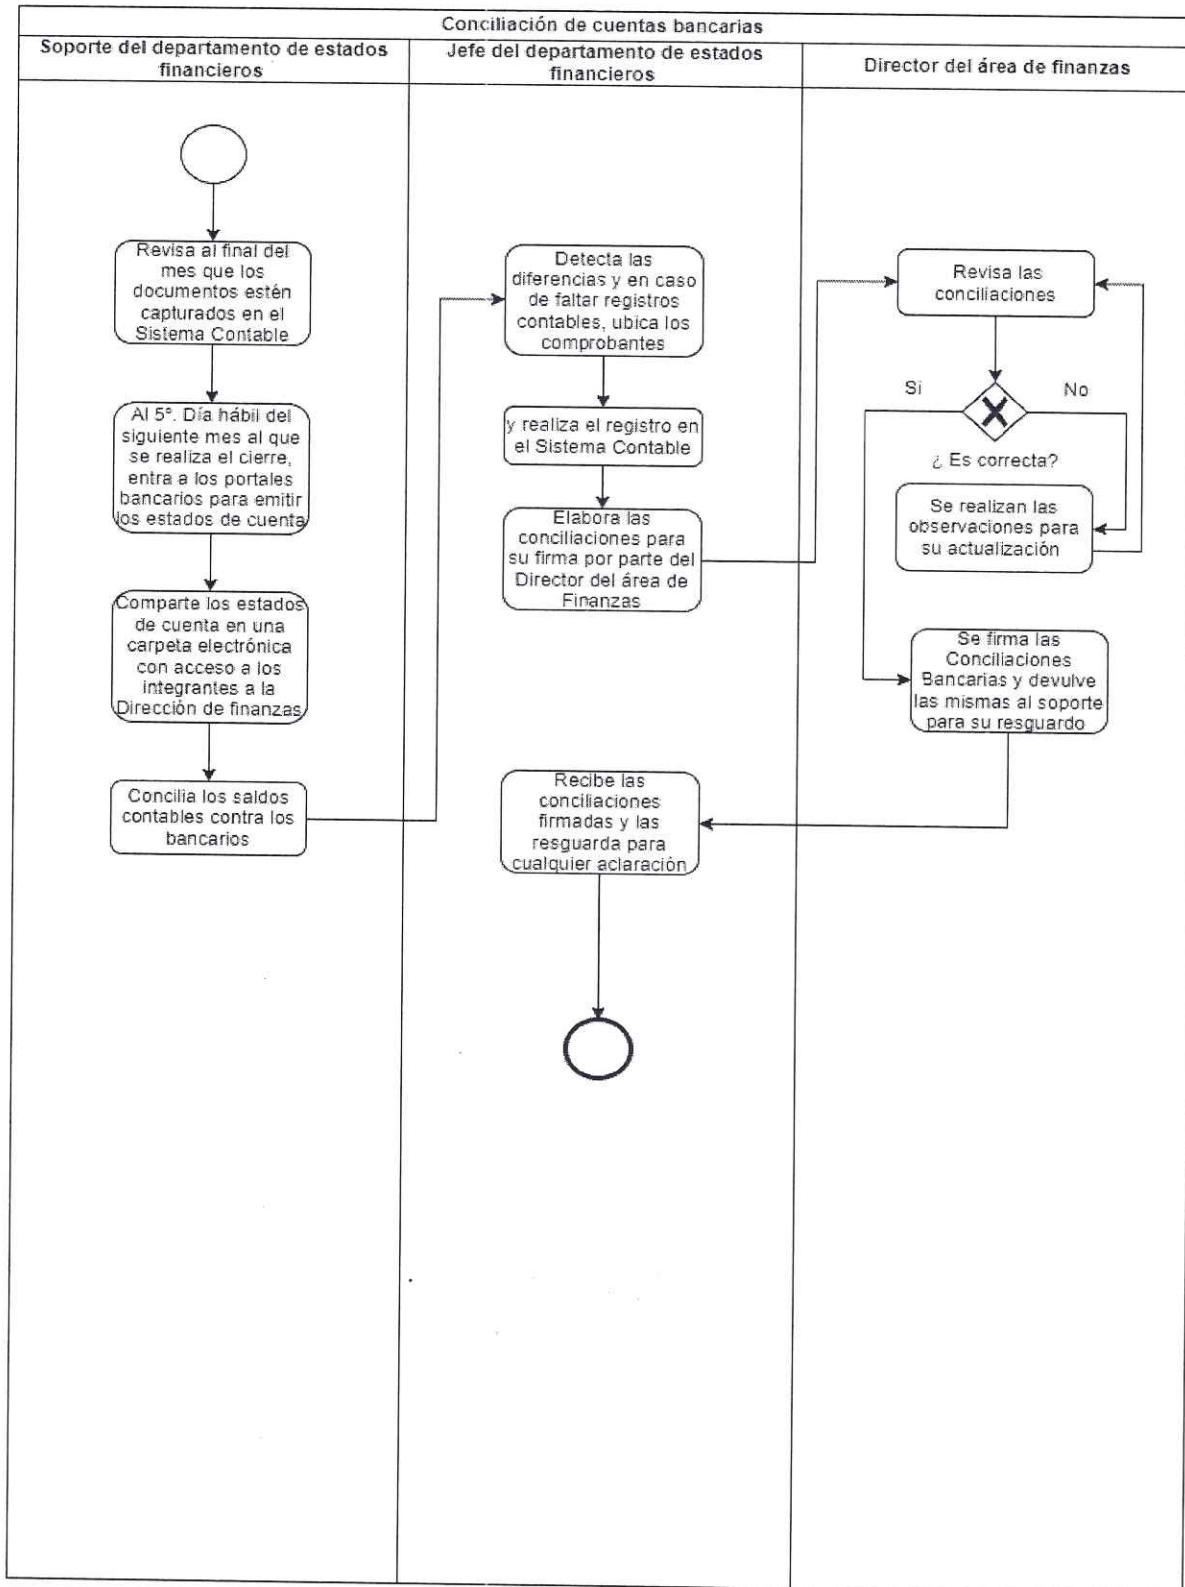 Conciliación de cuentas bancarias
Soporte del departamento de estados
financieros
Jefe del departamento de estados
financieros
Director del área de finanzas
Revisa al final del
mes que los
documentos estén
capturados en el
Sistema Contable
Al 5°. Día hábil del
siguiente mes al que
se realiza el cierre,
entra a los portales
bancarios para emitir
los estados de cuenta
Comparte los estados
de cuenta en una
carpeta electrónica
con acceso a los
integrantes a la
Dirección de finanzas
Concilia los saldos
contables contra los
bancarios
Detecta las
diferencias y en caso
de faltar registros
contables, ubica los
comprobantes
y realiza el registro en
el Sistema Contable
Elabora las
conciliaciones para
su firma por parte del
Director del área de
Finanzas
Revisa las
conciliaciones
Si
No
¿ Es correcta?
Se realizan las
observaciones para
su actualización
Se firma las
Conciliaciones
Bancarias y devulve
las mismas al soporte
para su resguardo
Recibe las
conciliaciones
firmadas y las
resguarda para
cualquier aclaración